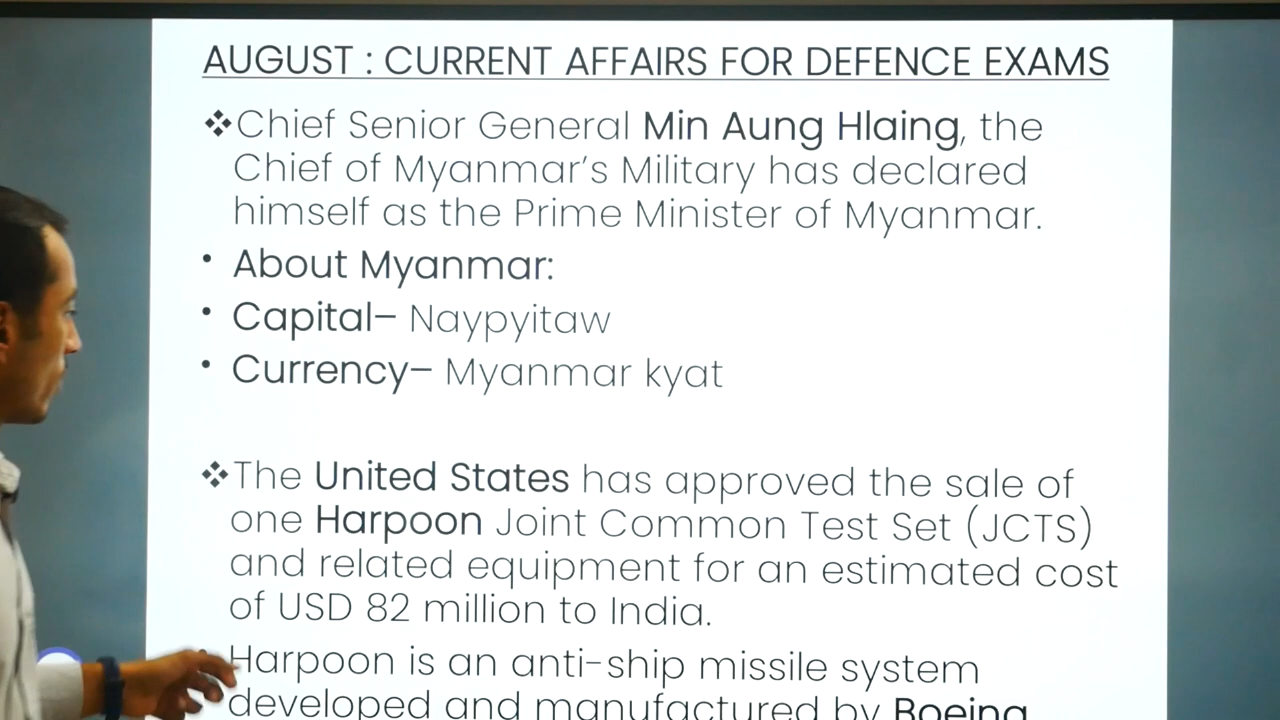 AUGUST : CURRENT AFFAIRS FOR DEFENCE EXAMS
❖Chief Senior General Min Aung Hlaing, the
Chief of Myanmar’s Military has declared
himself as the Prime Minister of Myanmar.
• About Myanmar:
• Capital– Naypyitaw
• Currency– Myanmar kyat
❖The United States has approved the sale of
one Harpoon Joint Common Test Set (JCTS)
and related equipment for an estimated cost
of USD 82 million to India.
• Harpoon is an anti-ship missile system
developed and manufactured by Boeing